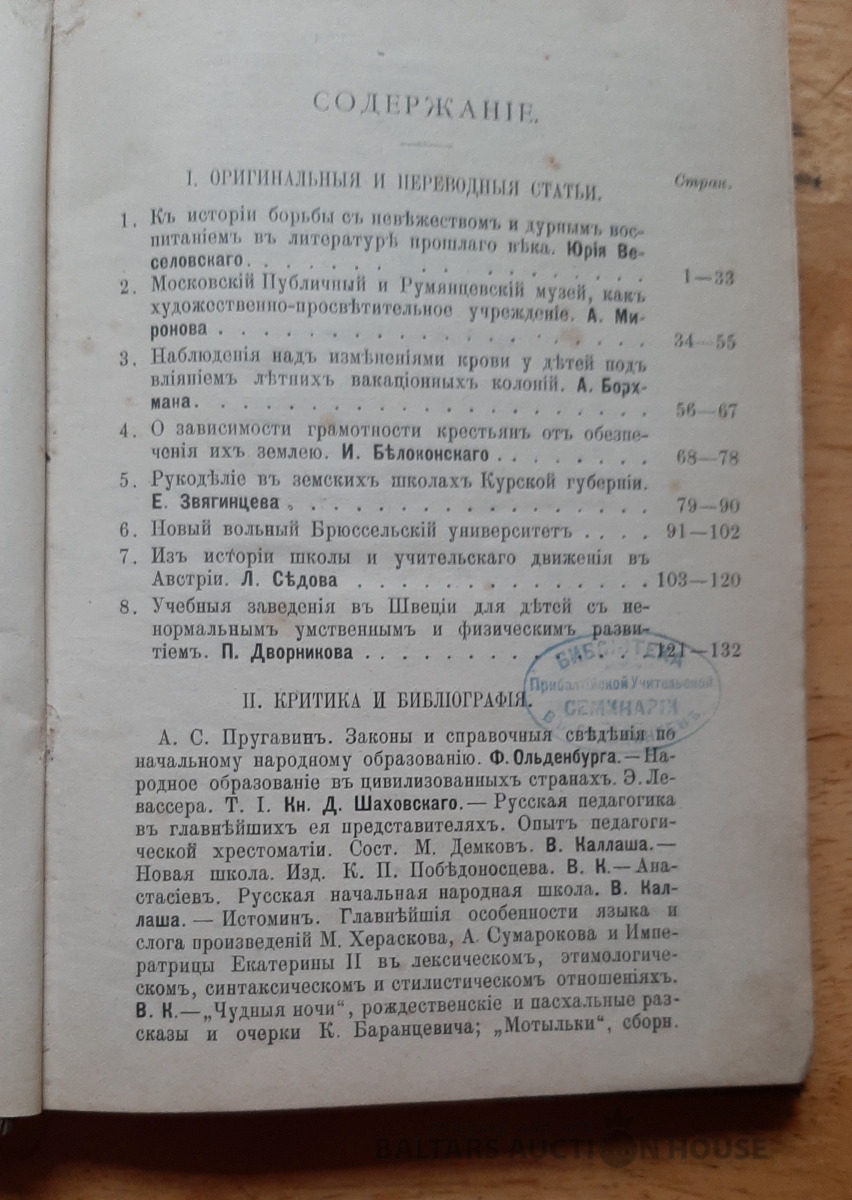 СОДЕРЖАНІЕ.
I. ОРИГИНАЛЬНЫЯ И ПЕРЕВОДНЫЯ СТАТЬИ.
Стран.
1. Къ исторіи борьбы съ невѣжествомъ и дурнымъ вос-
питаніемъ въ литературѣ прошлаго вѣка. Юрія Ве-
селовскаго. . . . . . . . . . . . . . . . 1—33
2. Московскій Публичный и Румянцевскій музей, какъ
художественно-просвѣтительное учрежденіе. А. Ми-
ронова . . . . . . . . . . . . . . . . . 34—55
3. Наблюденія надъ измѣненіями крови у дѣтей подъ
вліяніемъ лѣтнихъ вакаціонныхъ колоній. А. Борх-
мана. . . . . . . . . . . . . . . . . . 56—67
4. О зависимости грамотности крестьянъ отъ обезпе-
ченія ихъ землею. И. Бѣлоконскаго . . . . . . . 68—78
5. Рукодѣліе въ земскихъ школахъ Курской губерніи.
Е. Звягинцева . . . . . . . . . . . . . . 79—90
6. Новый вольный Брюссельскій университетъ . . . . 91—102
7. Изъ исторіи школы и учительскаго движенія въ
Австріи. Л. Сѣдова . . . . . . . . . . . . 103—120
8. Учебныя заведенія въ Швеціи для дѣтей съ не-
нормальнымъ умственнымъ и физическимъ разви-
тіемъ. П. Дворникова . . . . . . . . . . . . 121—132
БИБЛІОТЕКА
Прибалтійской Учительской
СЕМИНАРІИ
II. КРИТИКА И БИБЛІОГРАФІЯ.
А. С. Пругавинъ. Законы и справочныя свѣдѣнія по
начальному народному образованію. Ф. Ольденбурга.—На-
родное образованіе въ цивилизованныхъ странахъ. Э. Ле-
вассера. Т. I. Кн. Д. Шаховскаго.— Русская педагогика
въ главнѣйшихъ ея представителяхъ. Опытъ педагоги-
ческой хрестоматіи. Сост. М. Демковъ. В. Каллаша.—
Новая школа. Изд. К. П. Побѣдоносцева. В. К.— Ана-
стасіевъ. Русская начальная народная школа. В. Кал-
лаша. — Истоминъ. Главнѣйшія особенности языка и
слога произведеній М. Хераскова, А. Сумарокова и Импе-
ратрицы Екатерины II въ лексическомъ, этимологиче-
скомъ, синтаксическомъ и стилистическомъ отношеніяхъ.
В. К.—„Чудныя ночи“, рождественскіе и пасхальные раз-
сказы и очерки К. Баранцевича; „Мотыльки“, сборн.
BALTARS AUCTION HOUSE